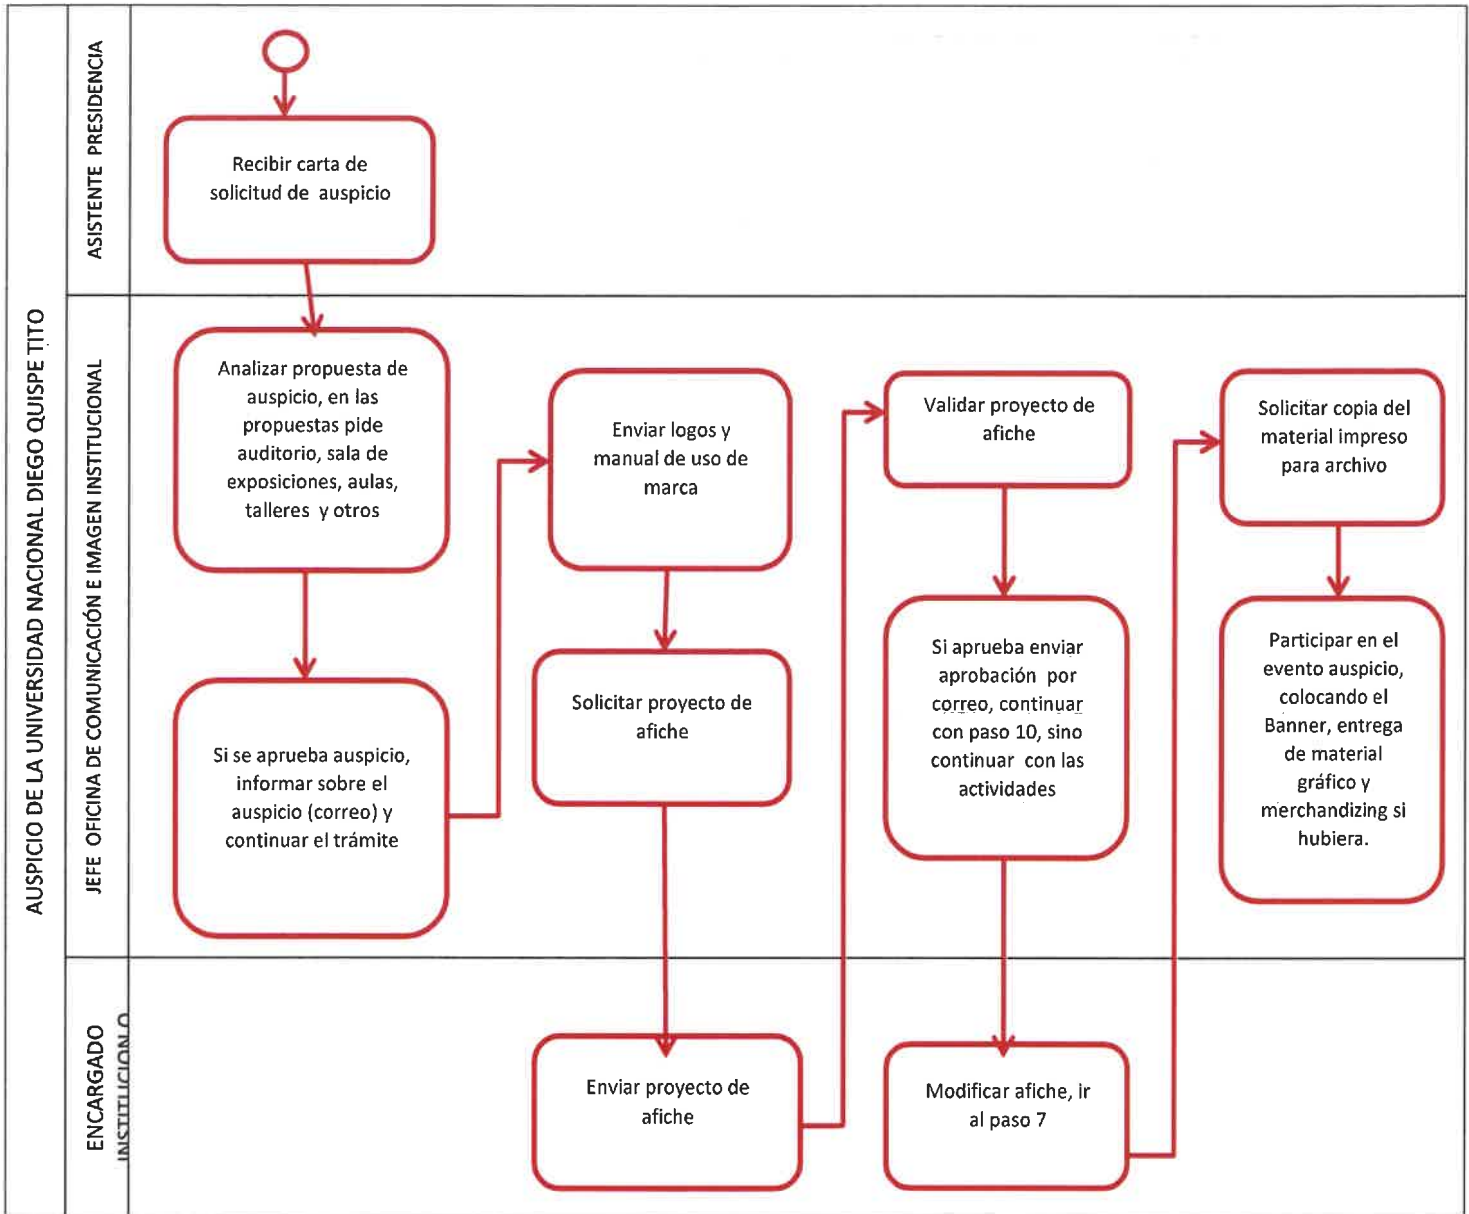 AUSPICIO DE LA UNIVERSIDAD NACIONAL DIEGO QUISPE TITO
ASISTENTE PRESIDENCIA
Recibir carta de
solicitud de auspicio
JEFE OFICINA DE COMUNICACIÓN E IMAGEN INSTITUCIONAL
Analizar propuesta de
auspicio, en las
propuestas pide
auditorio, sala de
exposiciones, aulas,
talleres y otros
Si se aprueba auspicio,
informar sobre el
auspicio (correo) y
continuar el trámite
Enviar logos y
manual de uso de
marca
Solicitar proyecto de
afiche
Validar proyecto de
afiche
Si aprueba enviar
aprobación por
correo, continuar
con paso 10, sino
continuar con las
actividades
Solicitar copia del
material impreso
para archivo
Participar en el
evento auspicio,
colocando el
Banner, entrega
de material
gráfico y
merchandizing si
hubiera.
ENCARGADO
INSTITUCION O
Enviar proyecto de
afiche
Modificar afiche, ir
al paso 7